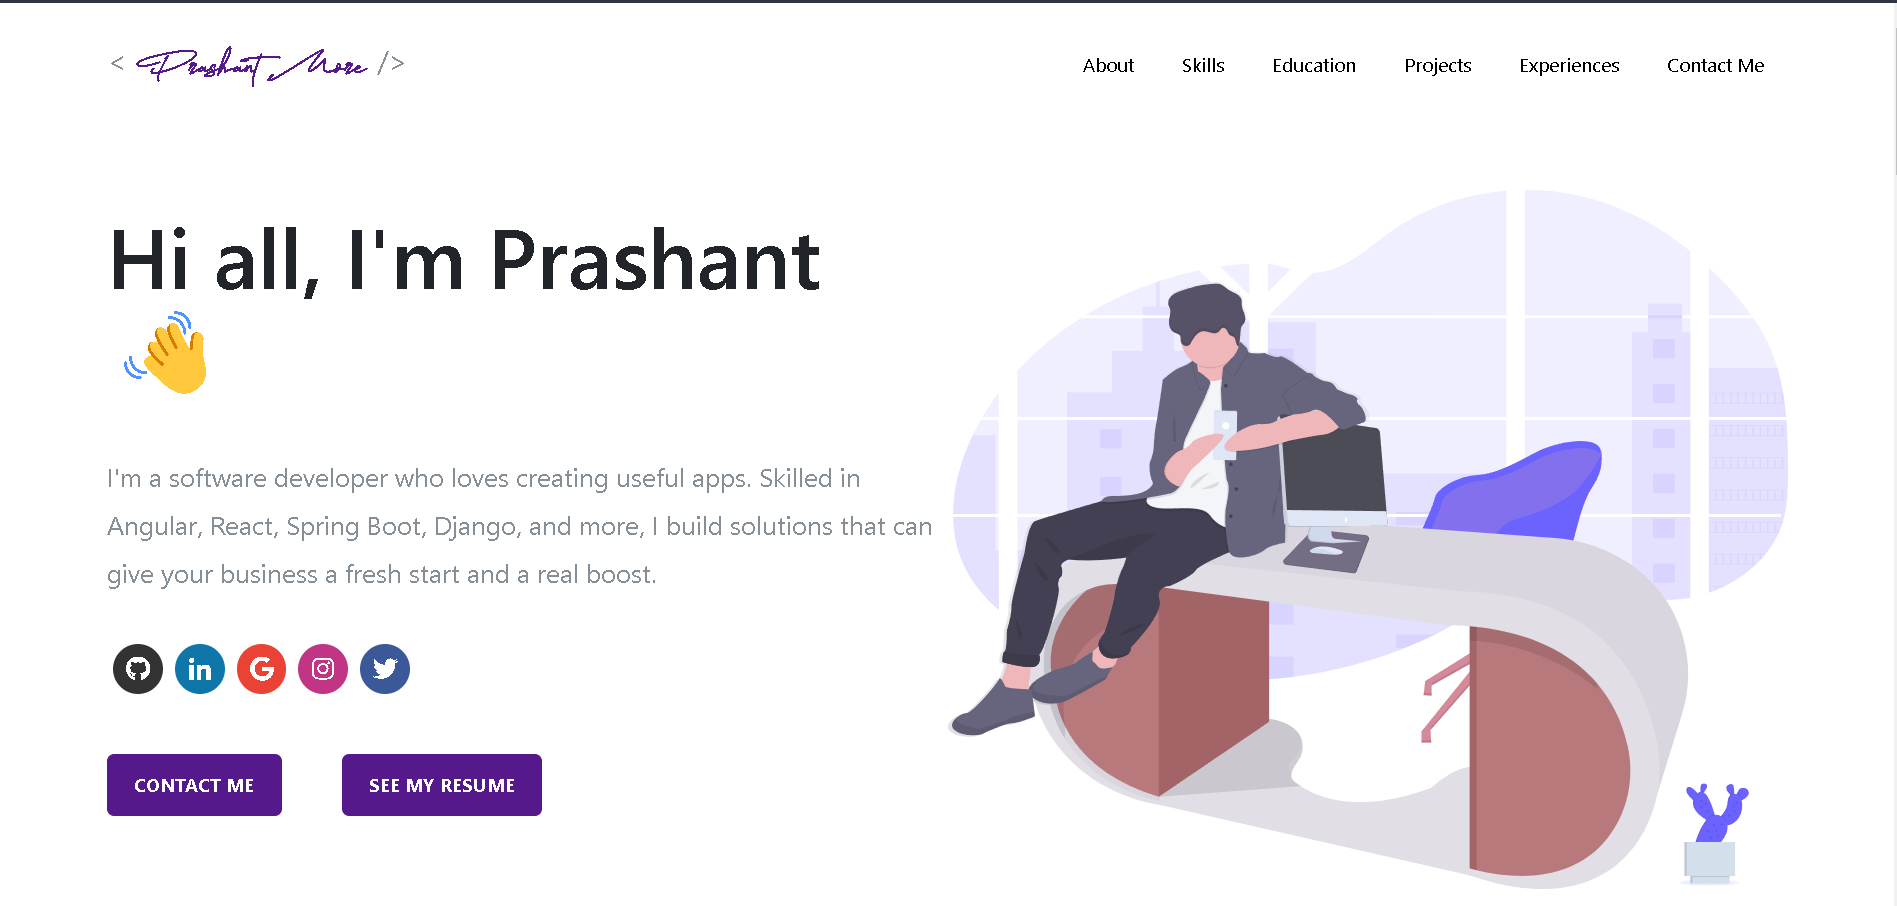 < Prashant More />
About Skills Education Projects Experiences Contact Me
Hi all, I'm Prashant
I'm a software developer who loves creating useful apps. Skilled in
Angular, React, Spring Boot, Django, and more, I build solutions that can
give your business a fresh start and a real boost.
CONTACT ME SEE MY RESUME